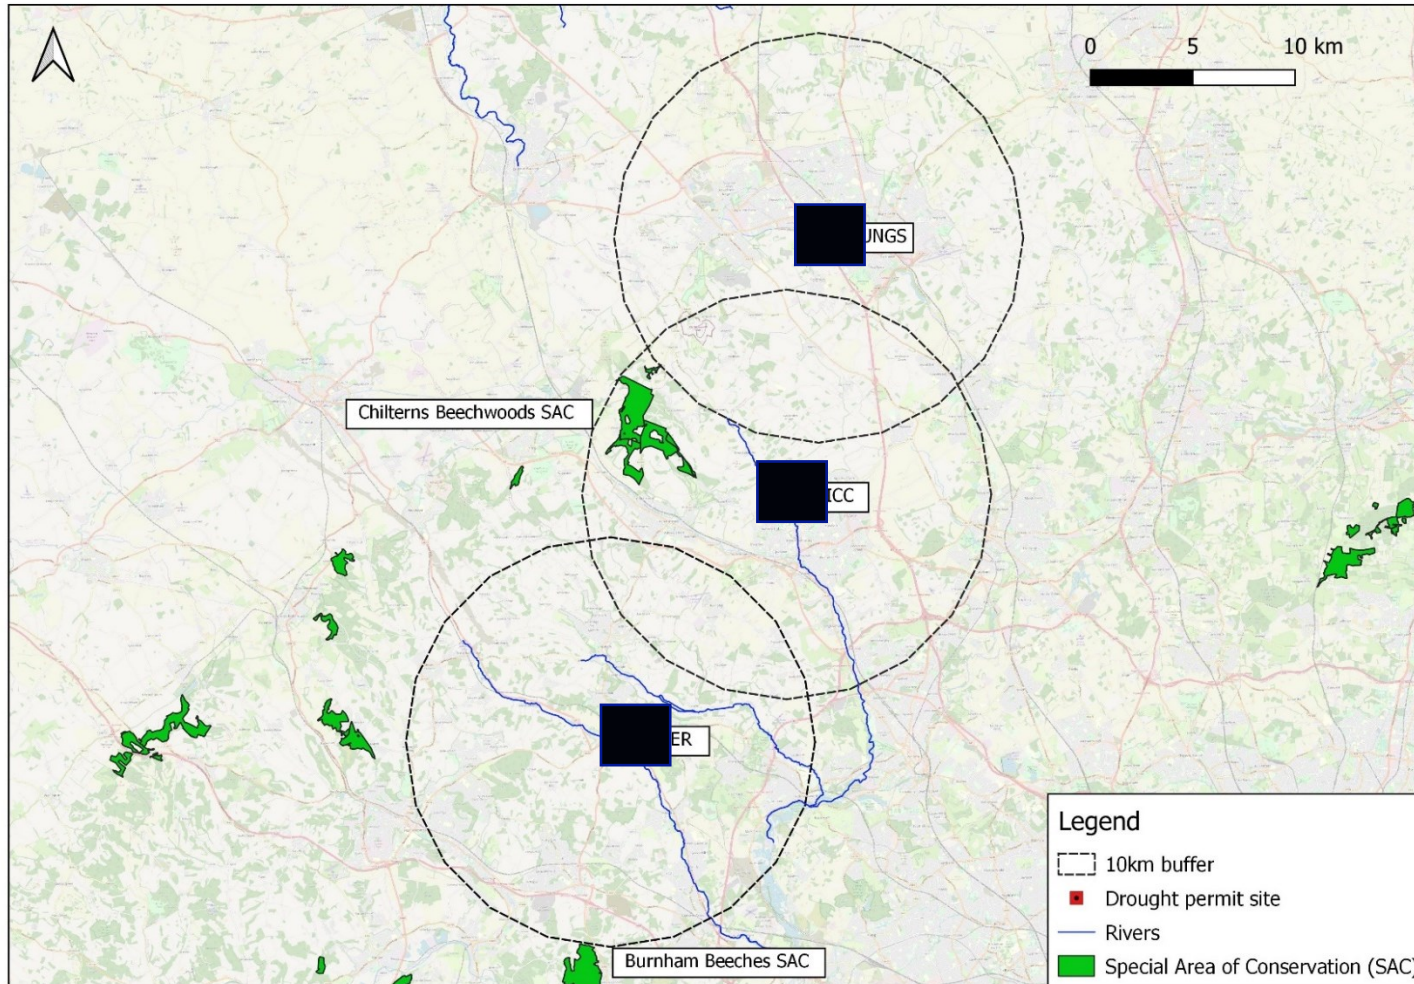 0 5 10 km
UNGS
Chilterns Beechwoods SAC
ICC
ER
Burnham Beeches SAC
Legend
10km buffer
Drought permit site
Rivers
Special Area of Conservation (SAC)